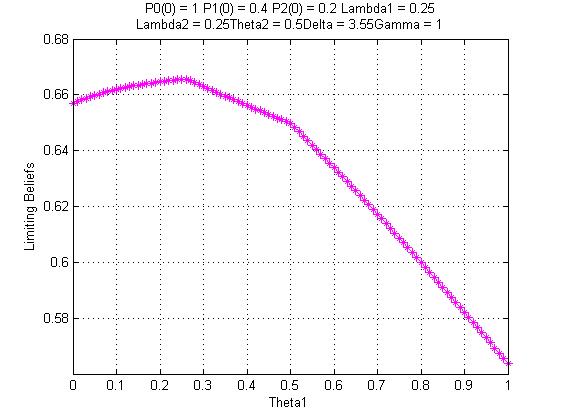 P0(0) = 1 P1(0) = 0.4 P2(0) = 0.2 Lambda1 = 0.25
Lambda2 = 0.25Theta2 = 0.5Delta = 3.55Gamma = 1
0.68
0.66
0.64
0.62
0.6
0.58
Limiting Beliefs
0 0.1 0.2 0.3 0.4 0.5 0.6 0.7 0.8 0.9 1
Theta1